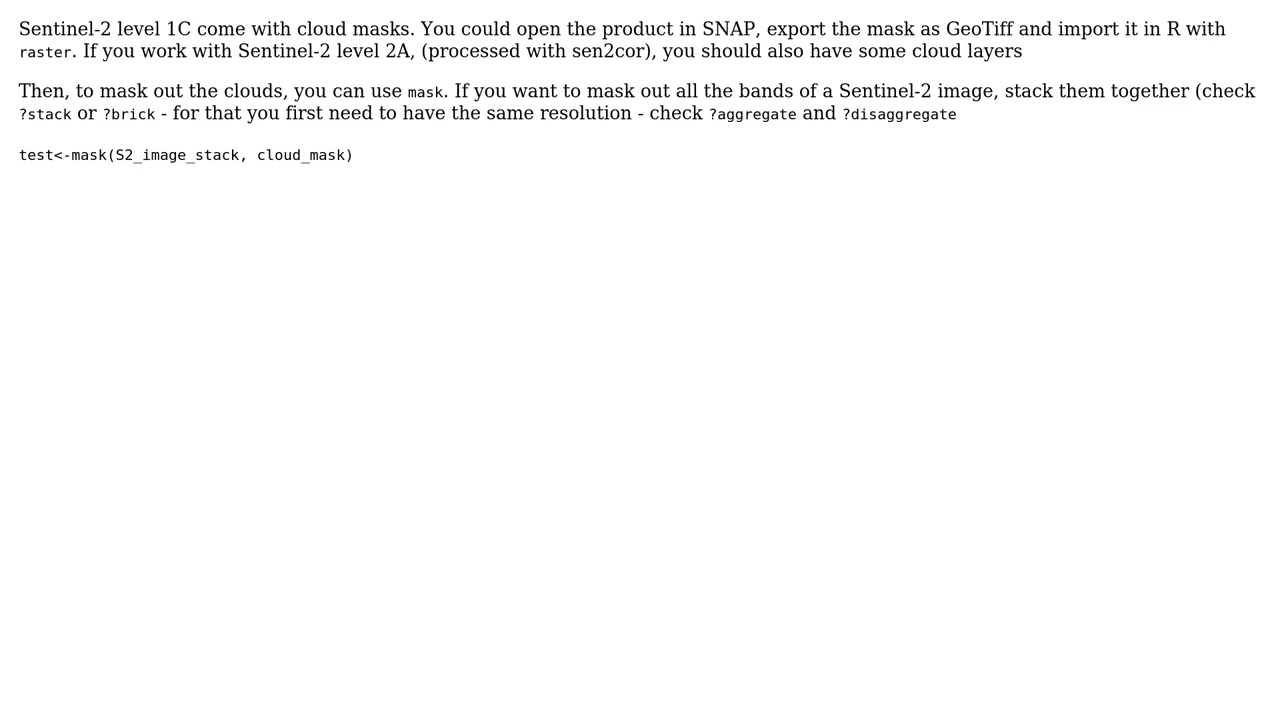 Sentinel-2 level 1C come with cloud masks. You could open the product in SNAP, export the mask as GeoTiff and import it in R with
raster. If you work with Sentinel-2 level 2A, (processed with sen2cor), you should also have some cloud layers
Then, to mask out the clouds, you can use mask. If you want to mask out all the bands of a Sentinel-2 image, stack them together (check
?stack or ?brick - for that you first need to have the same resolution - check ?aggregate and ?disaggregate
test<-mask(S2_image_stack, cloud_mask)